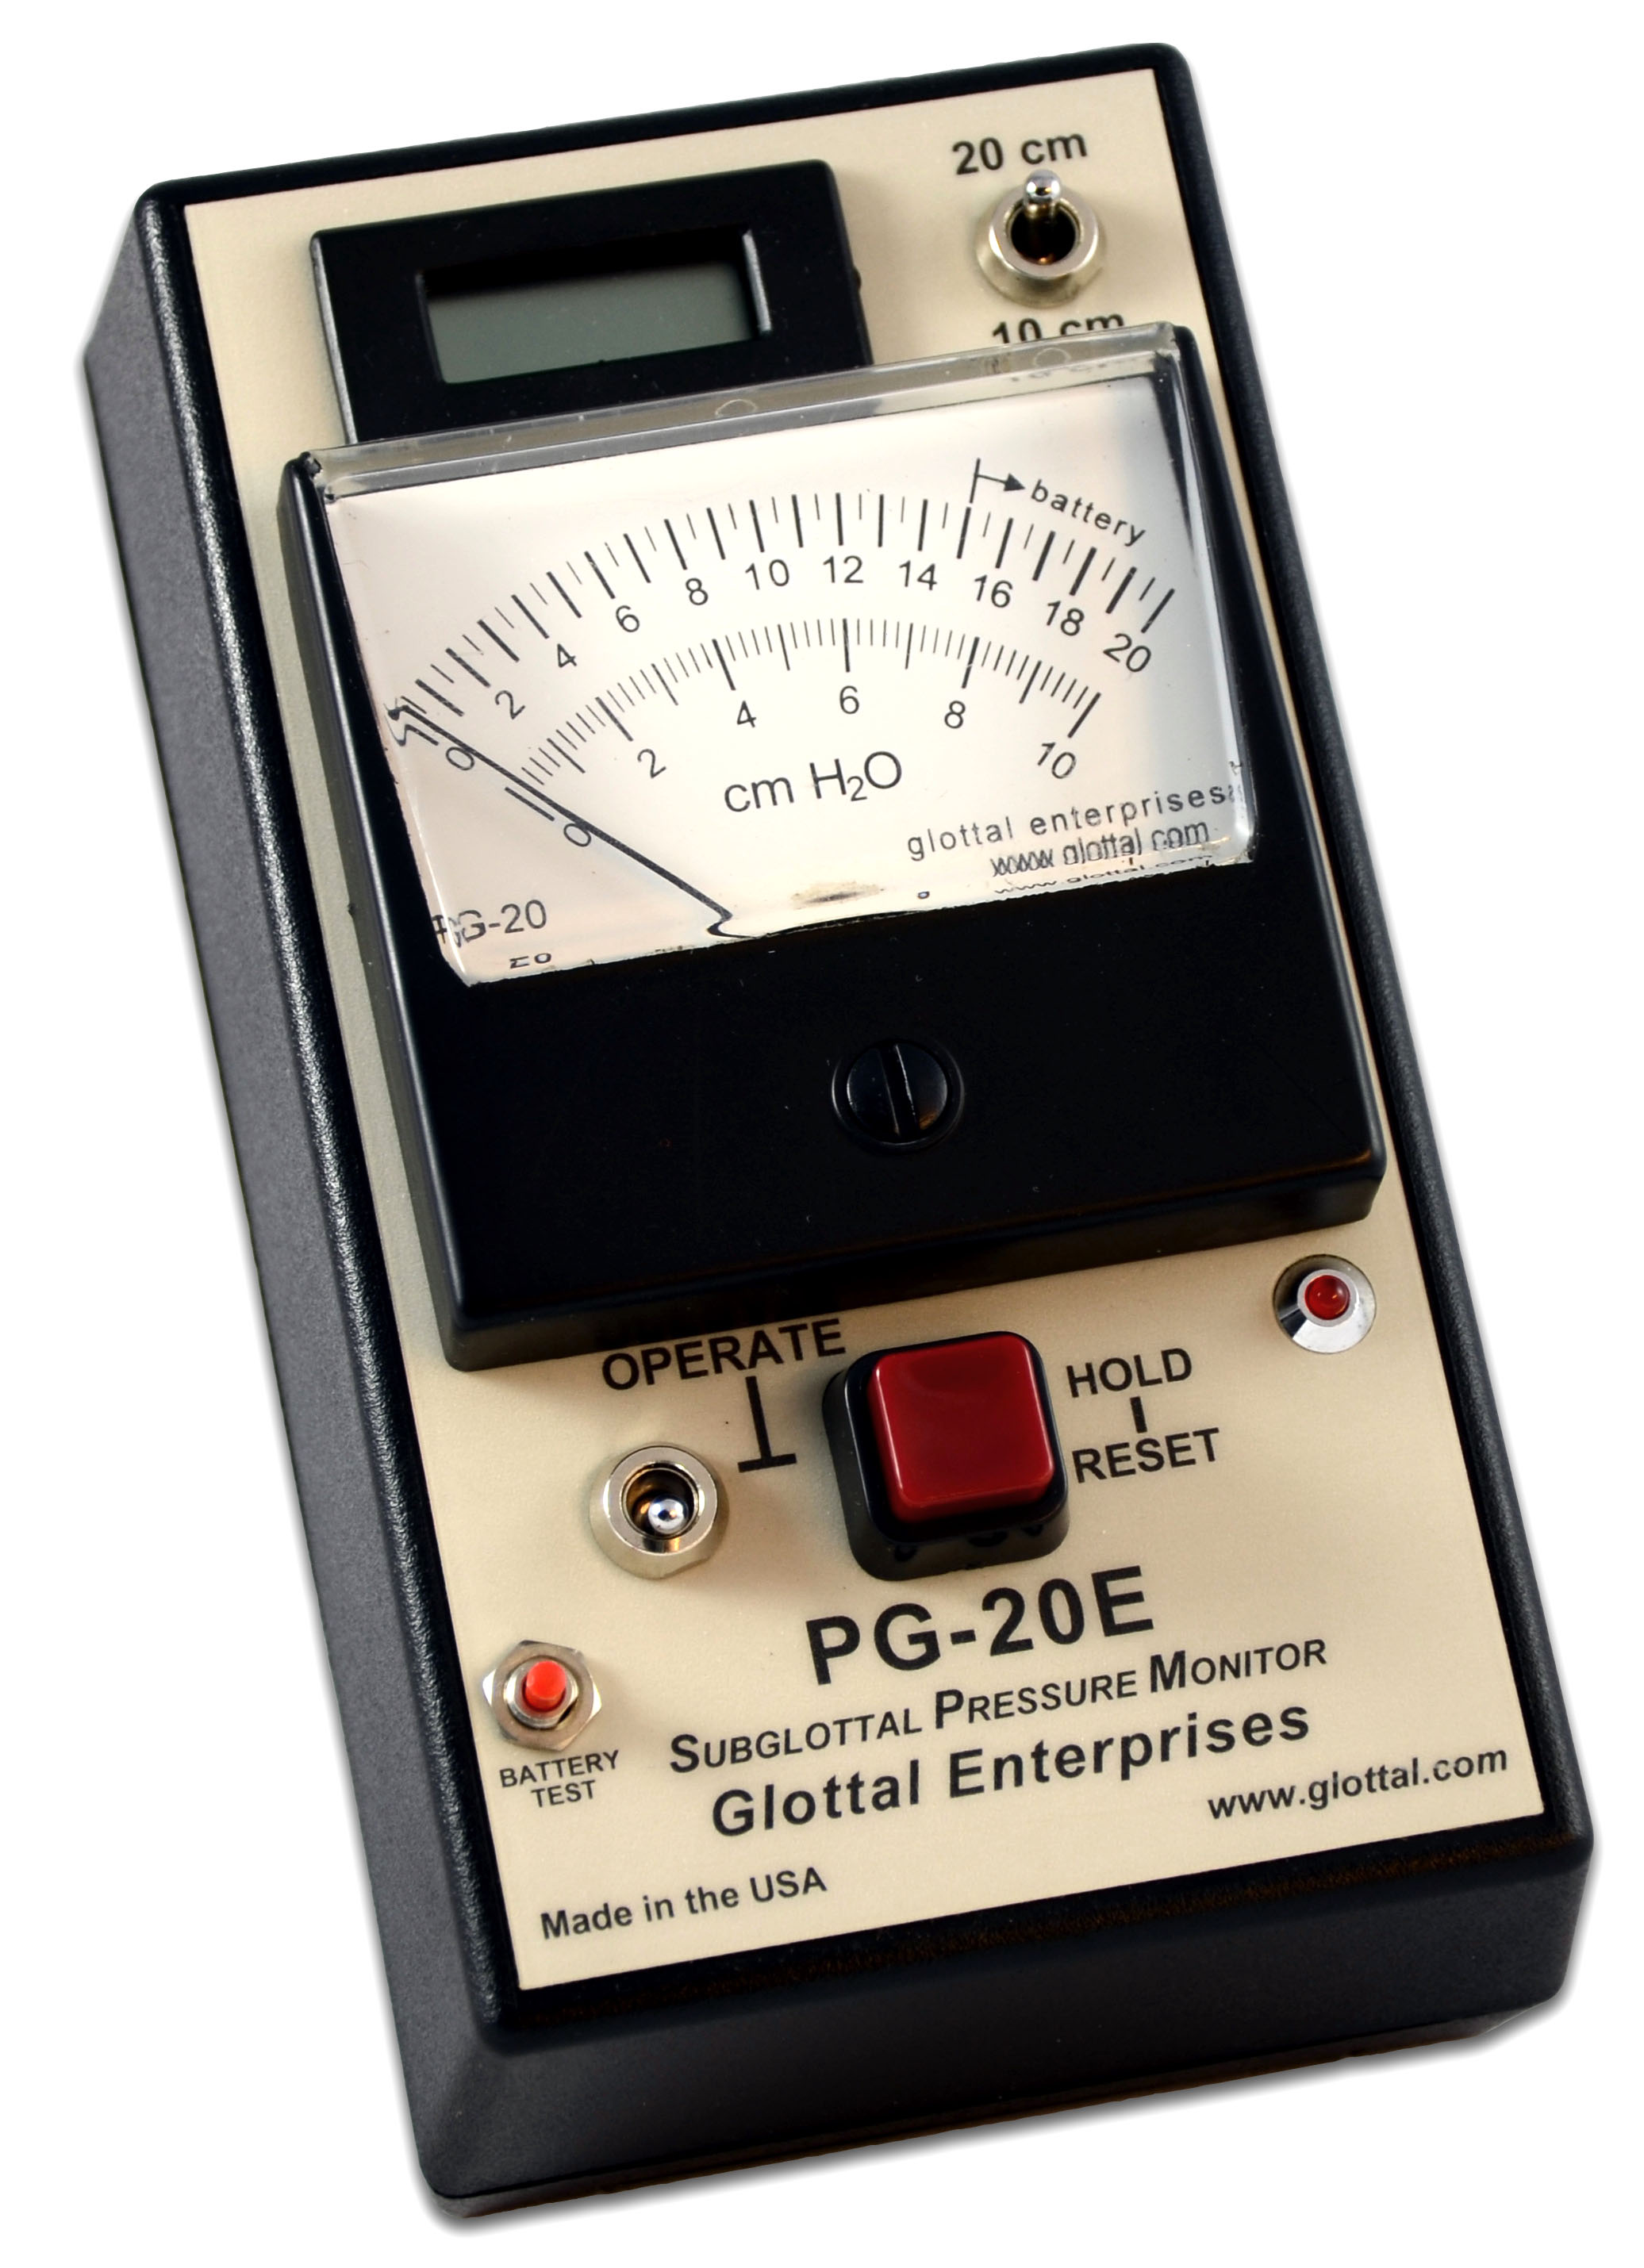 20 cm
10 cm
battery
0 2 4 6 8 10 12 14 16 18 20
0 2 4 6 8 10
cm H₂O
glottal enterprises
www.glottal.com
PG-20
OPERATE
HOLD
RESET
PG-20E
SUBGLOTTAL PRESSURE MONITOR
Glottal Enterprises
www.glottal.com
BATTERY
TEST
Made in the USA